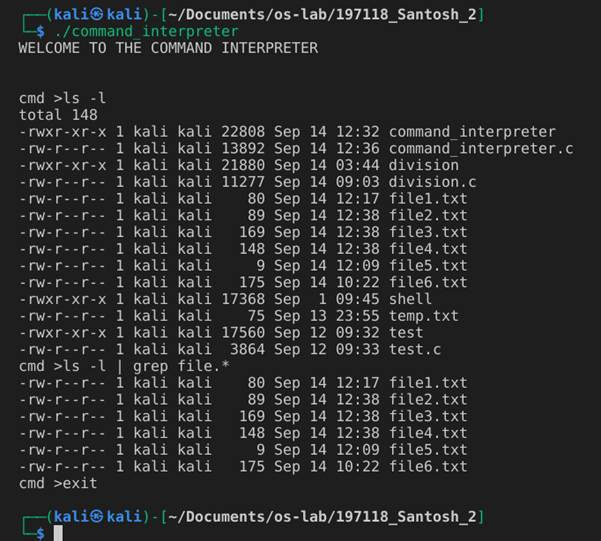 ┌──(kali㉿kali)-[~/Documents/os-lab/197118_Santosh_2]
└─$ ./command_interpreter
WELCOME TO THE COMMAND INTERPRETER
cmd >ls -l
total 148
-rwxr-xr-x 1 kali kali 22808 Sep 14 12:32 command_interpreter
-rw-r--r-- 1 kali kali 13892 Sep 14 12:36 command_interpreter.c
-rwxr-xr-x 1 kali kali 21880 Sep 14 03:44 division
-rw-r--r-- 1 kali kali 11277 Sep 14 09:03 division.c
-rw-r--r-- 1 kali kali    80 Sep 14 12:17 file1.txt
-rw-r--r-- 1 kali kali    89 Sep 14 12:38 file2.txt
-rw-r--r-- 1 kali kali   169 Sep 14 12:38 file3.txt
-rw-r--r-- 1 kali kali   148 Sep 14 12:38 file4.txt
-rw-r--r-- 1 kali kali     9 Sep 14 12:09 file5.txt
-rw-r--r-- 1 kali kali   175 Sep 14 10:22 file6.txt
-rwxr-xr-x 1 kali kali 17368 Sep  1 09:45 shell
-rw-r--r-- 1 kali kali    75 Sep 13 23:55 temp.txt
-rwxr-xr-x 1 kali kali 17560 Sep 12 09:32 test
-rw-r--r-- 1 kali kali  3864 Sep 12 09:33 test.c
cmd >ls -l | grep file.*
-rw-r--r-- 1 kali kali    80 Sep 14 12:17 file1.txt
-rw-r--r-- 1 kali kali    89 Sep 14 12:38 file2.txt
-rw-r--r-- 1 kali kali   169 Sep 14 12:38 file3.txt
-rw-r--r-- 1 kali kali   148 Sep 14 12:38 file4.txt
-rw-r--r-- 1 kali kali     9 Sep 14 12:09 file5.txt
-rw-r--r-- 1 kali kali   175 Sep 14 10:22 file6.txt
cmd >exit
┌──(kali㉿kali)-[~/Documents/os-lab/197118_Santosh_2]
└─$